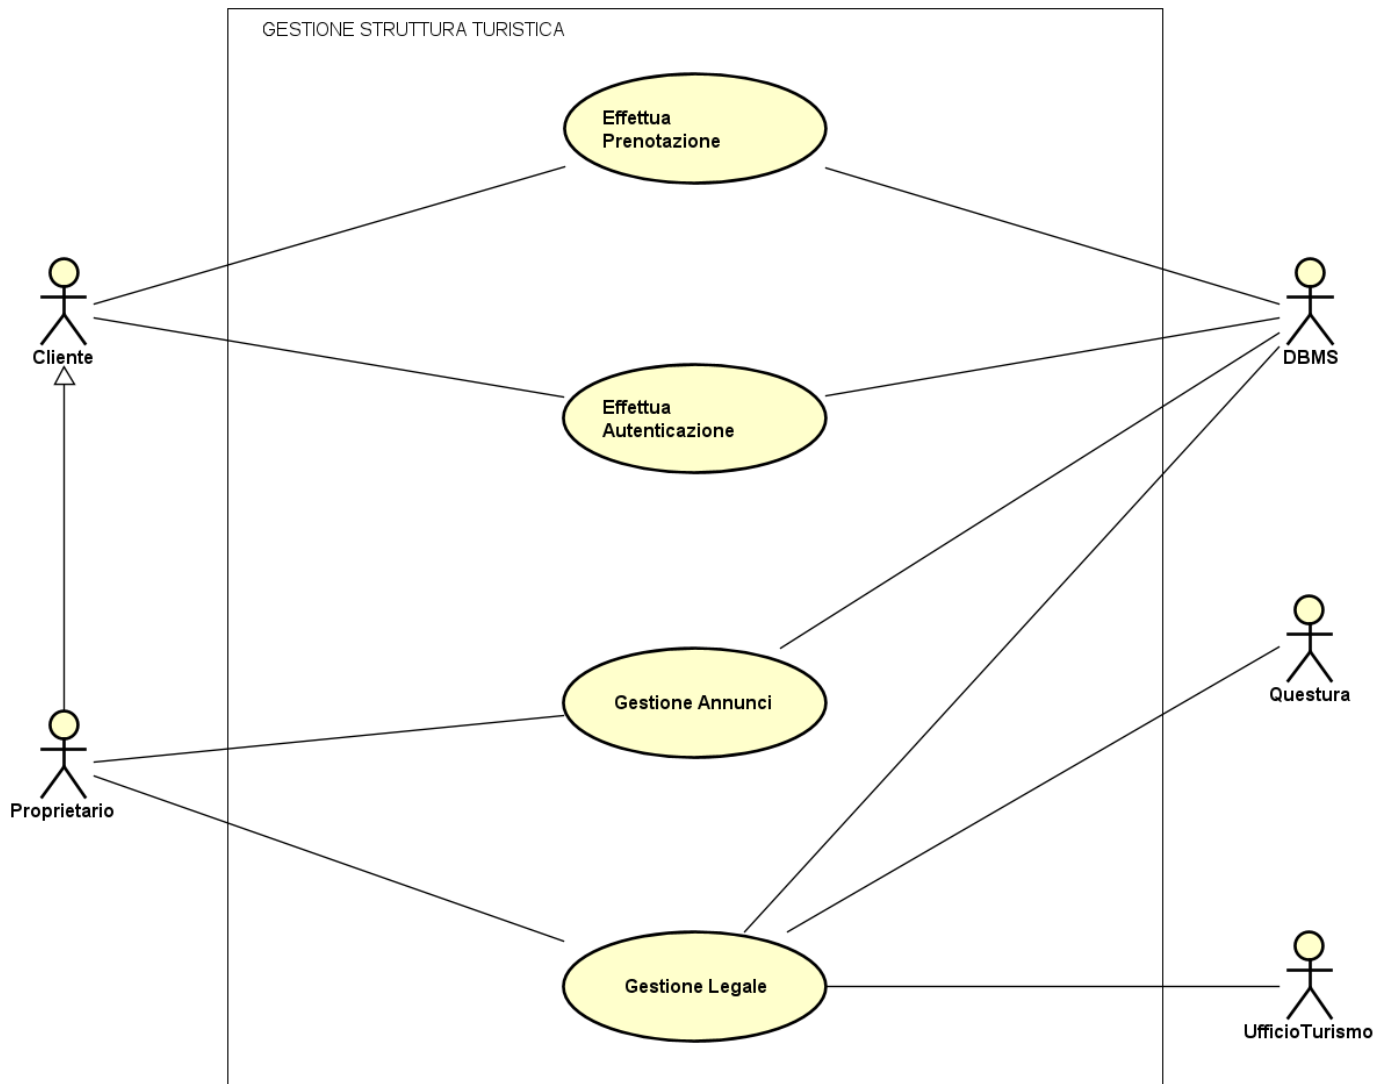 GESTIONE STRUTTURA TURISTICA
Effettua
Prenotazione
Cliente
DBMS
Effettua
Autenticazione
Questura
Gestione Annunci
Proprietario
Gestione Legale
UfficioTurismo